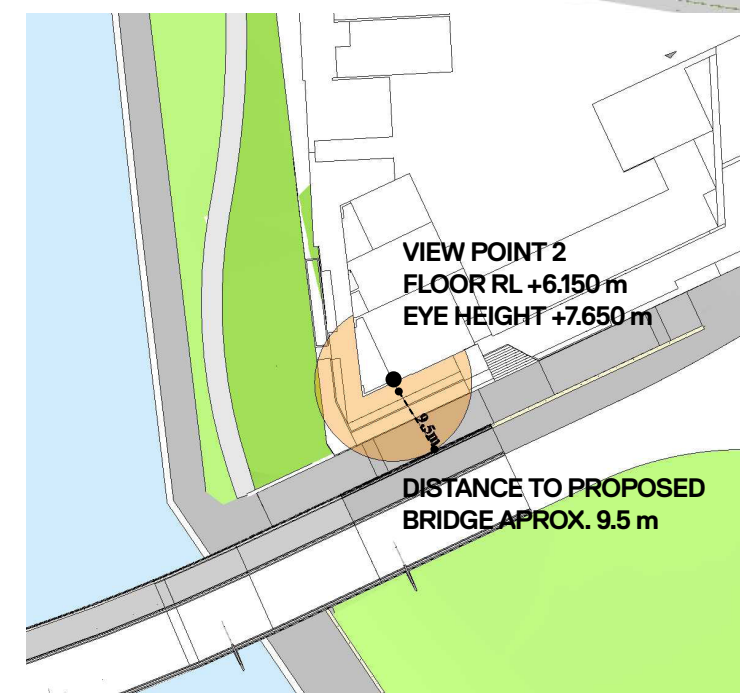 VIEW POINT 2
FLOOR RL +6.150 m
EYE HEIGHT +7.650 m
9.5m
DISTANCE TO PROPOSED
BRIDGE APROX. 9.5 m